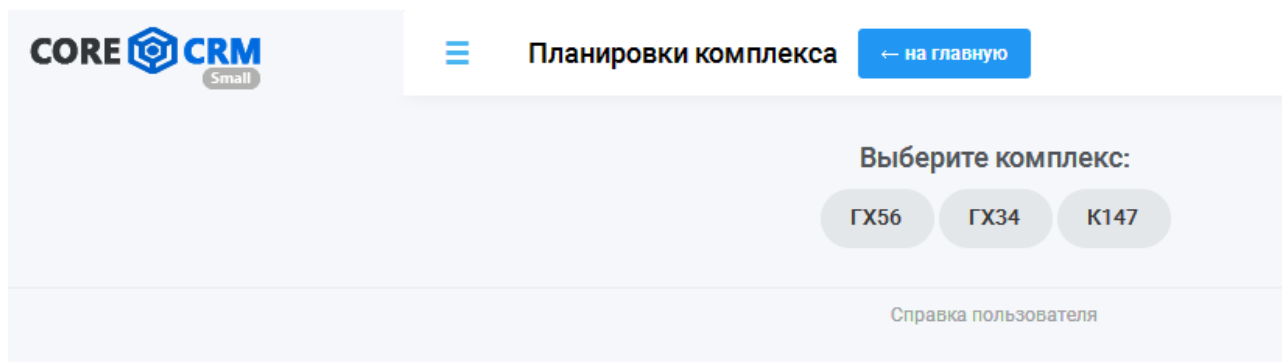 CORE CRM
Small
Планировки комплекса
← на главную
Выберите комплекс:
ГХ56 ГХ34 К147
Справка пользователя